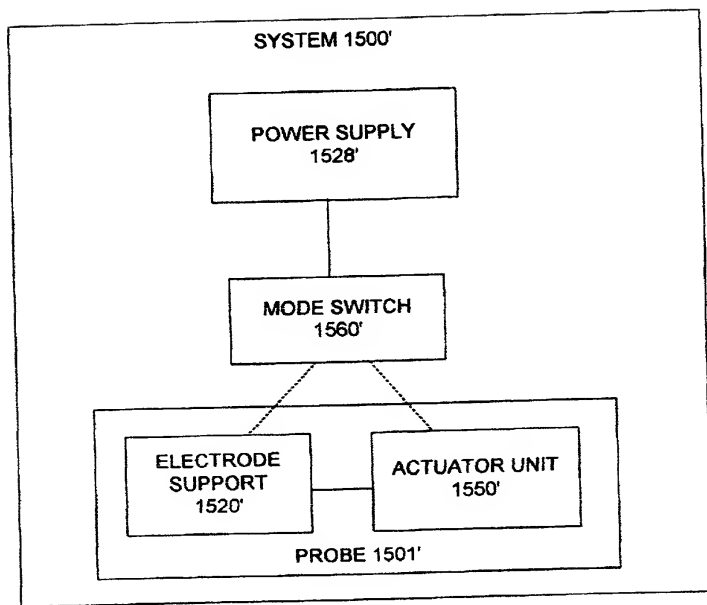 SYSTEM 1500'
POWER SUPPLY
1528'
MODE SWITCH
1560'
ELECTRODE
SUPPORT
1520'
ACTUATOR UNIT
1550'
PROBE 1501'